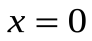 x = 0